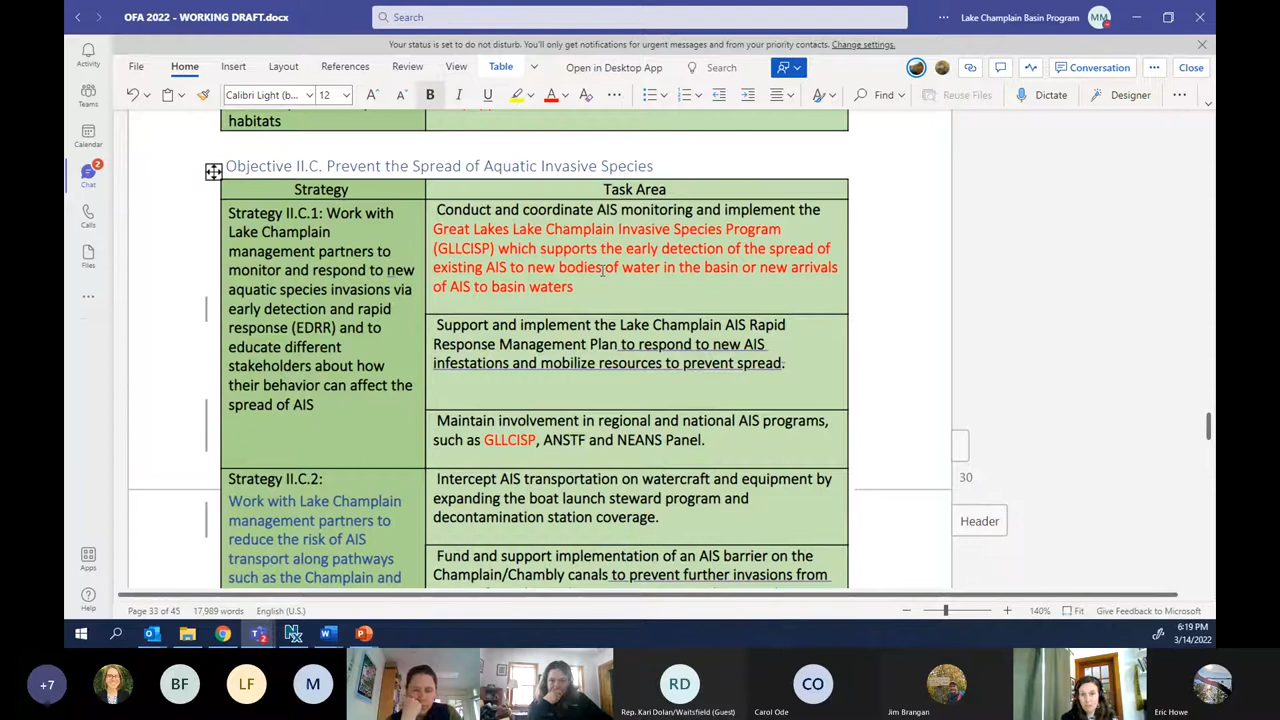 OFA 2022 - WORKING DRAFT.docx
Search
Lake Champlain Basin Program
MM
Your status is set to do not disturb. You'll only get notifications for urgent messages and from your priority contacts. Change settings.
File
Home
Insert
Layout
References
Review
View
Table
Open in Desktop App
Search
Conversation
Close
Calibri Light (b...
12
Find
Reuse Files
Dictate
Designer
Activity
Teams
Calendar
2
Chat
Calls
Files
Apps
Help
habitats
Objective II.C. Prevent the Spread of Aquatic Invasive Species
Strategy
Task Area
Strategy II.C.1: Work with
Lake Champlain
management partners to
monitor and respond to new
aquatic species invasions via
early detection and rapid
response (EDRR) and to
educate different
stakeholders about how
their behavior can affect the
spread of AIS
Conduct and coordinate AIS monitoring and implement the
Great Lakes Lake Champlain Invasive Species Program
(GLLCISP) which supports the early detection of the spread of
existing AIS to new bodies of water in the basin or new arrivals
of AIS to basin waters
Support and implement the Lake Champlain AIS Rapid
Response Management Plan to respond to new AIS
infestations and mobilize resources to prevent spread.
Maintain involvement in regional and national AIS programs,
such as GLLCISP, ANSTF and NEANS Panel.
Strategy II.C.2:
Work with Lake Champlain
management partners to
reduce the risk of AIS
transport along pathways
such as the Champlain and
Intercept AIS transportation on watercraft and equipment by
expanding the boat launch steward program and
decontamination station coverage.
Fund and support implementation of an AIS barrier on the
Champlain/Chambly canals to prevent further invasions from
30
Header
Page 33 of 45
17,989 words
English (U.S.)
140%
Fit
Give Feedback to Microsoft
6:19 PM
3/14/2022
+7
BF
LF
M
RD
Rep. Kari Dolan/Waitsfield (Guest)
CO
Carol Ode
Jim Brangan
Eric Howe